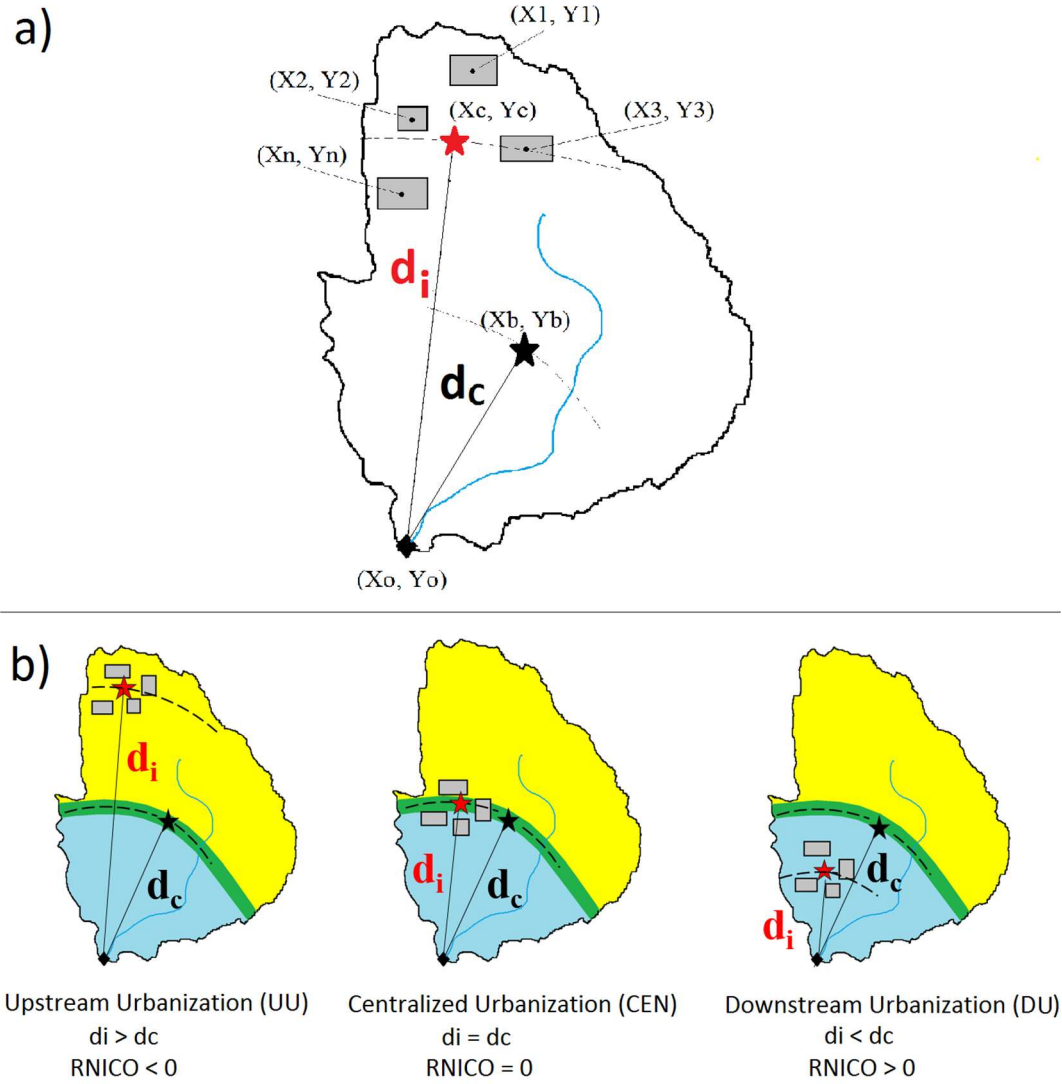 a)
(X1, Y1)
(X2, Y2)
(Xc, Yc)
(X3, Y3)
(Xn, Yn)
di
(Xb, Yb)
dc
(Xo, Yo)
b)
di
dc
di
dc
di
dc
Upstream Urbanization (UU)
di > dc
RNICO < 0
Centralized Urbanization (CEN)
di = dc
RNICO = 0
Downstream Urbanization (DU)
di < dc
RNICO > 0